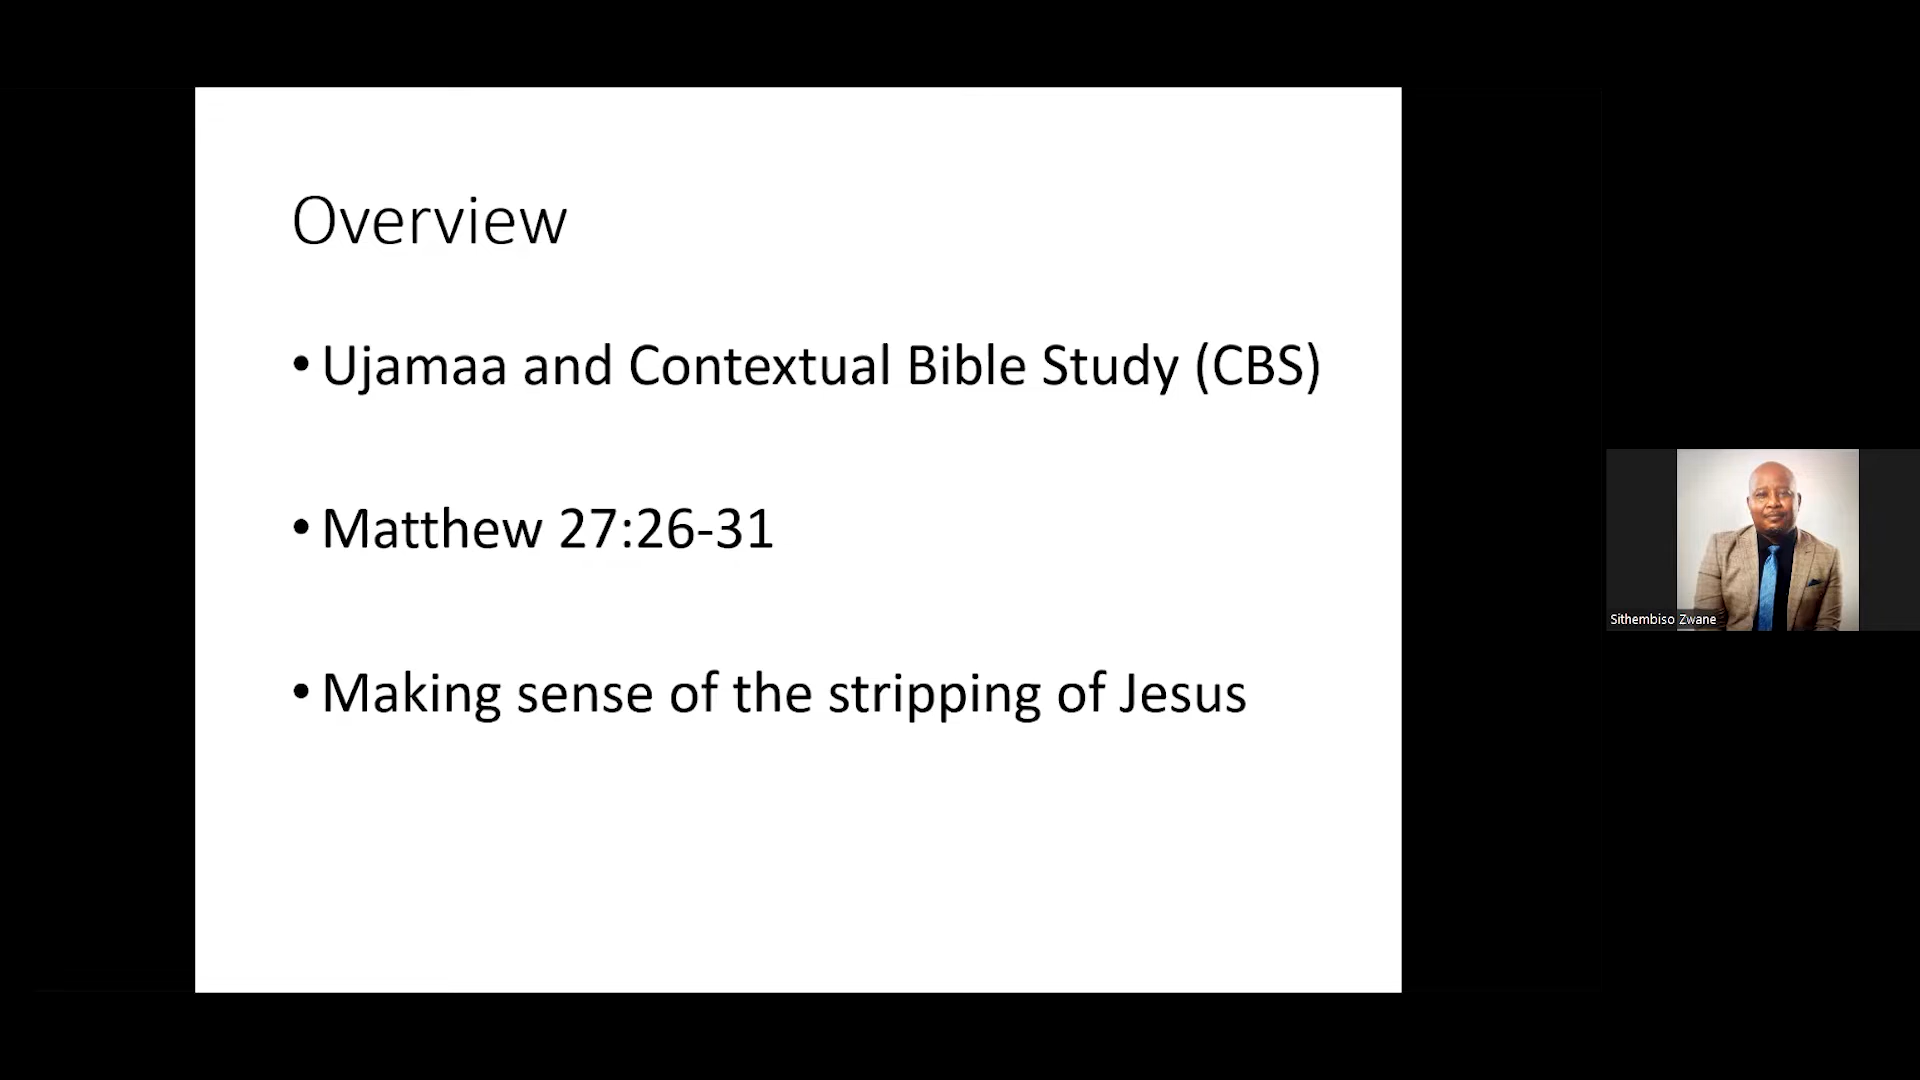 Overview
• Ujamaa and Contextual Bible Study (CBS)
• Matthew 27:26-31
• Making sense of the stripping of Jesus
Sithembiso Zwane